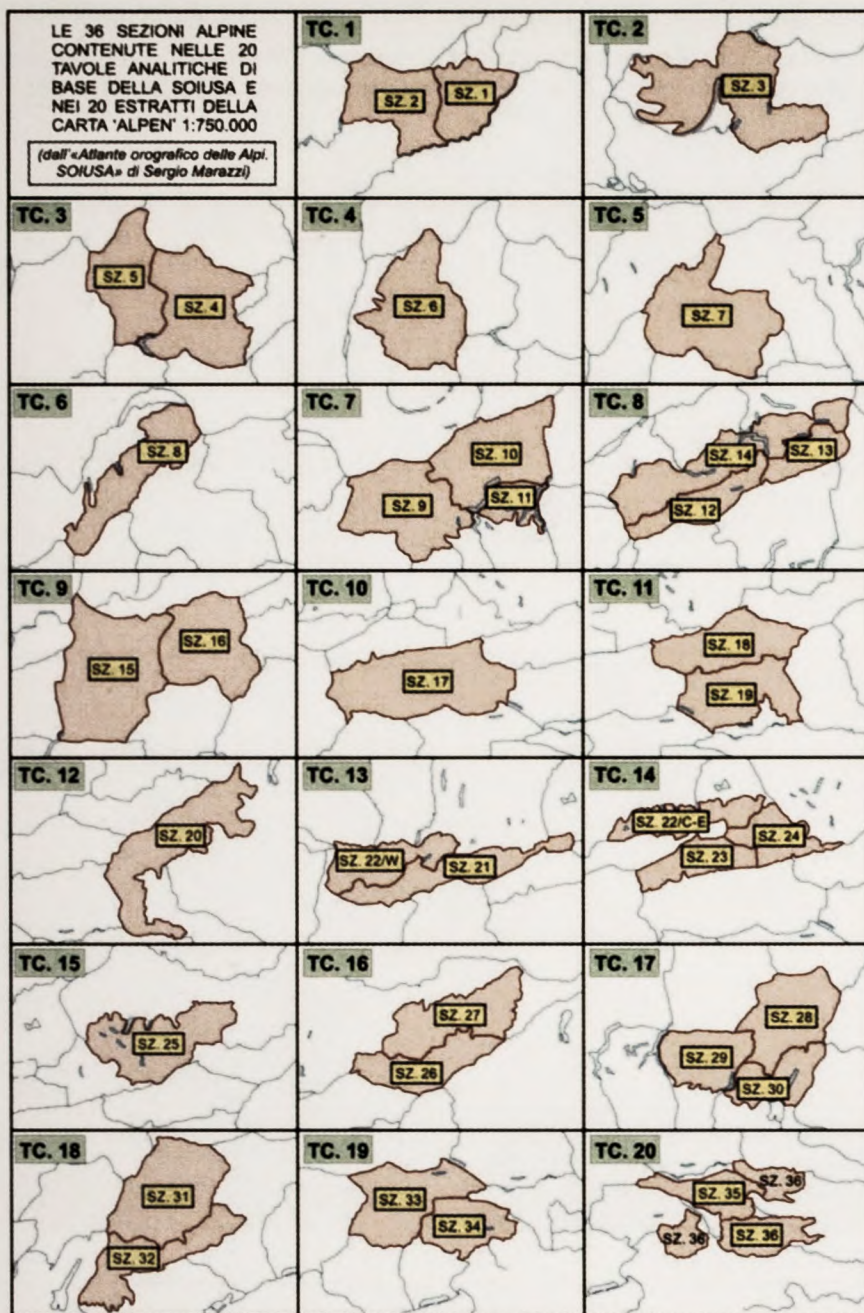 LE 36 SEZIONI ALPINE
CONTENUTE NELLE 20
TAVOLE ANALITICHE DI
BASE DELLA SOIUSA E
NEI 20 ESTRATTI DELLA
CARTA 'ALPEN' 1:750.000
(dall'«Atlante orografico delle Alpi.
SOIUSA» di Sergio Marazzi)
TC. 1
SZ. 2
SZ. 1
TC. 2
SZ. 3
TC. 3
SZ. 5
SZ. 4
TC. 4
SZ. 6
TC. 5
SZ. 7
TC. 6
SZ. 8
TC. 7
SZ. 10
SZ. 9
SZ. 11
TC. 8
SZ. 14
SZ. 13
SZ. 12
TC. 9
SZ. 15
SZ. 16
TC. 10
SZ. 17
TC. 11
SZ. 18
SZ. 19
TC. 12
SZ. 20
TC. 13
SZ. 22/W
SZ. 21
TC. 14
SZ. 22/C-E
SZ. 24
SZ. 23
TC. 15
SZ. 25
TC. 16
SZ. 27
SZ. 26
TC. 17
SZ. 28
SZ. 29
SZ. 30
TC. 18
SZ. 31
SZ. 32
TC. 19
SZ. 33
SZ. 34
TC. 20
SZ. 36
SZ. 35
SZ. 36
SZ. 36